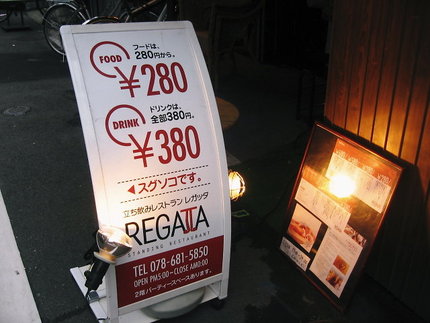 FOOD
フードは、
280円から。
¥280
DRINK
ドリンクは、
全部380円。
¥380
スグソコです。
立ち飲みレストラン レガッタ
REGATTA
STANDING RESTAURANT
TEL 078-681-5850
OPEN PM5:00~CLOSE AM0:00
2階パーティースペースあります。